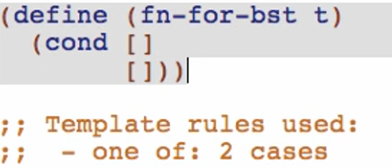 (define (fn-for-bst t)
  (cond []
        []))
;; Template rules used:
;;  - one of: 2 cases